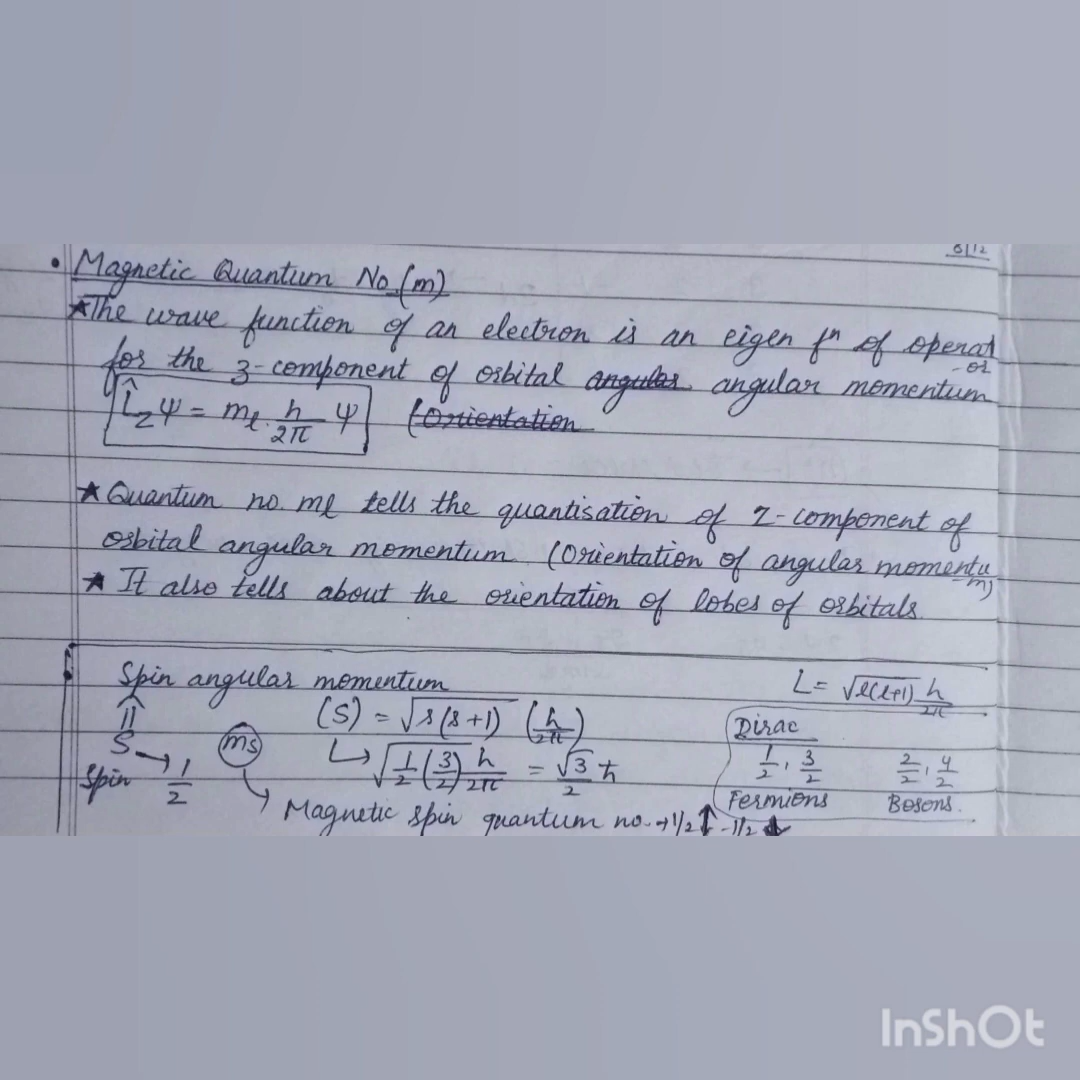 6/12
• Magnetic Quantum No. (m)
★The wave function of an electron is an eigen fn of operat-or
for the 3-component of orbital angular angular momentum
L̂zψ = ml. h/2π ψ (Orientation
★ Quantum no. ml tells the quantisation of Z-component of
orbital angular momentum (Orientation of angular momentu-m)
★ It also tells about the orientation of lobes of orbitals.
Spin angular momentum
L = √l(l+1) h/2π
(S) = √s(s+1) (h/2π)
S → 1/2
Spin
ms
↳ √1/2(3/2) h/2π = √3/2 ħ
Dirac
1/2, 3/2 2/2, 4/2
Fermions Bosons.
→ Magnetic spin quantum no. → 1/2 ↑ -1/2 ↓
InShOt